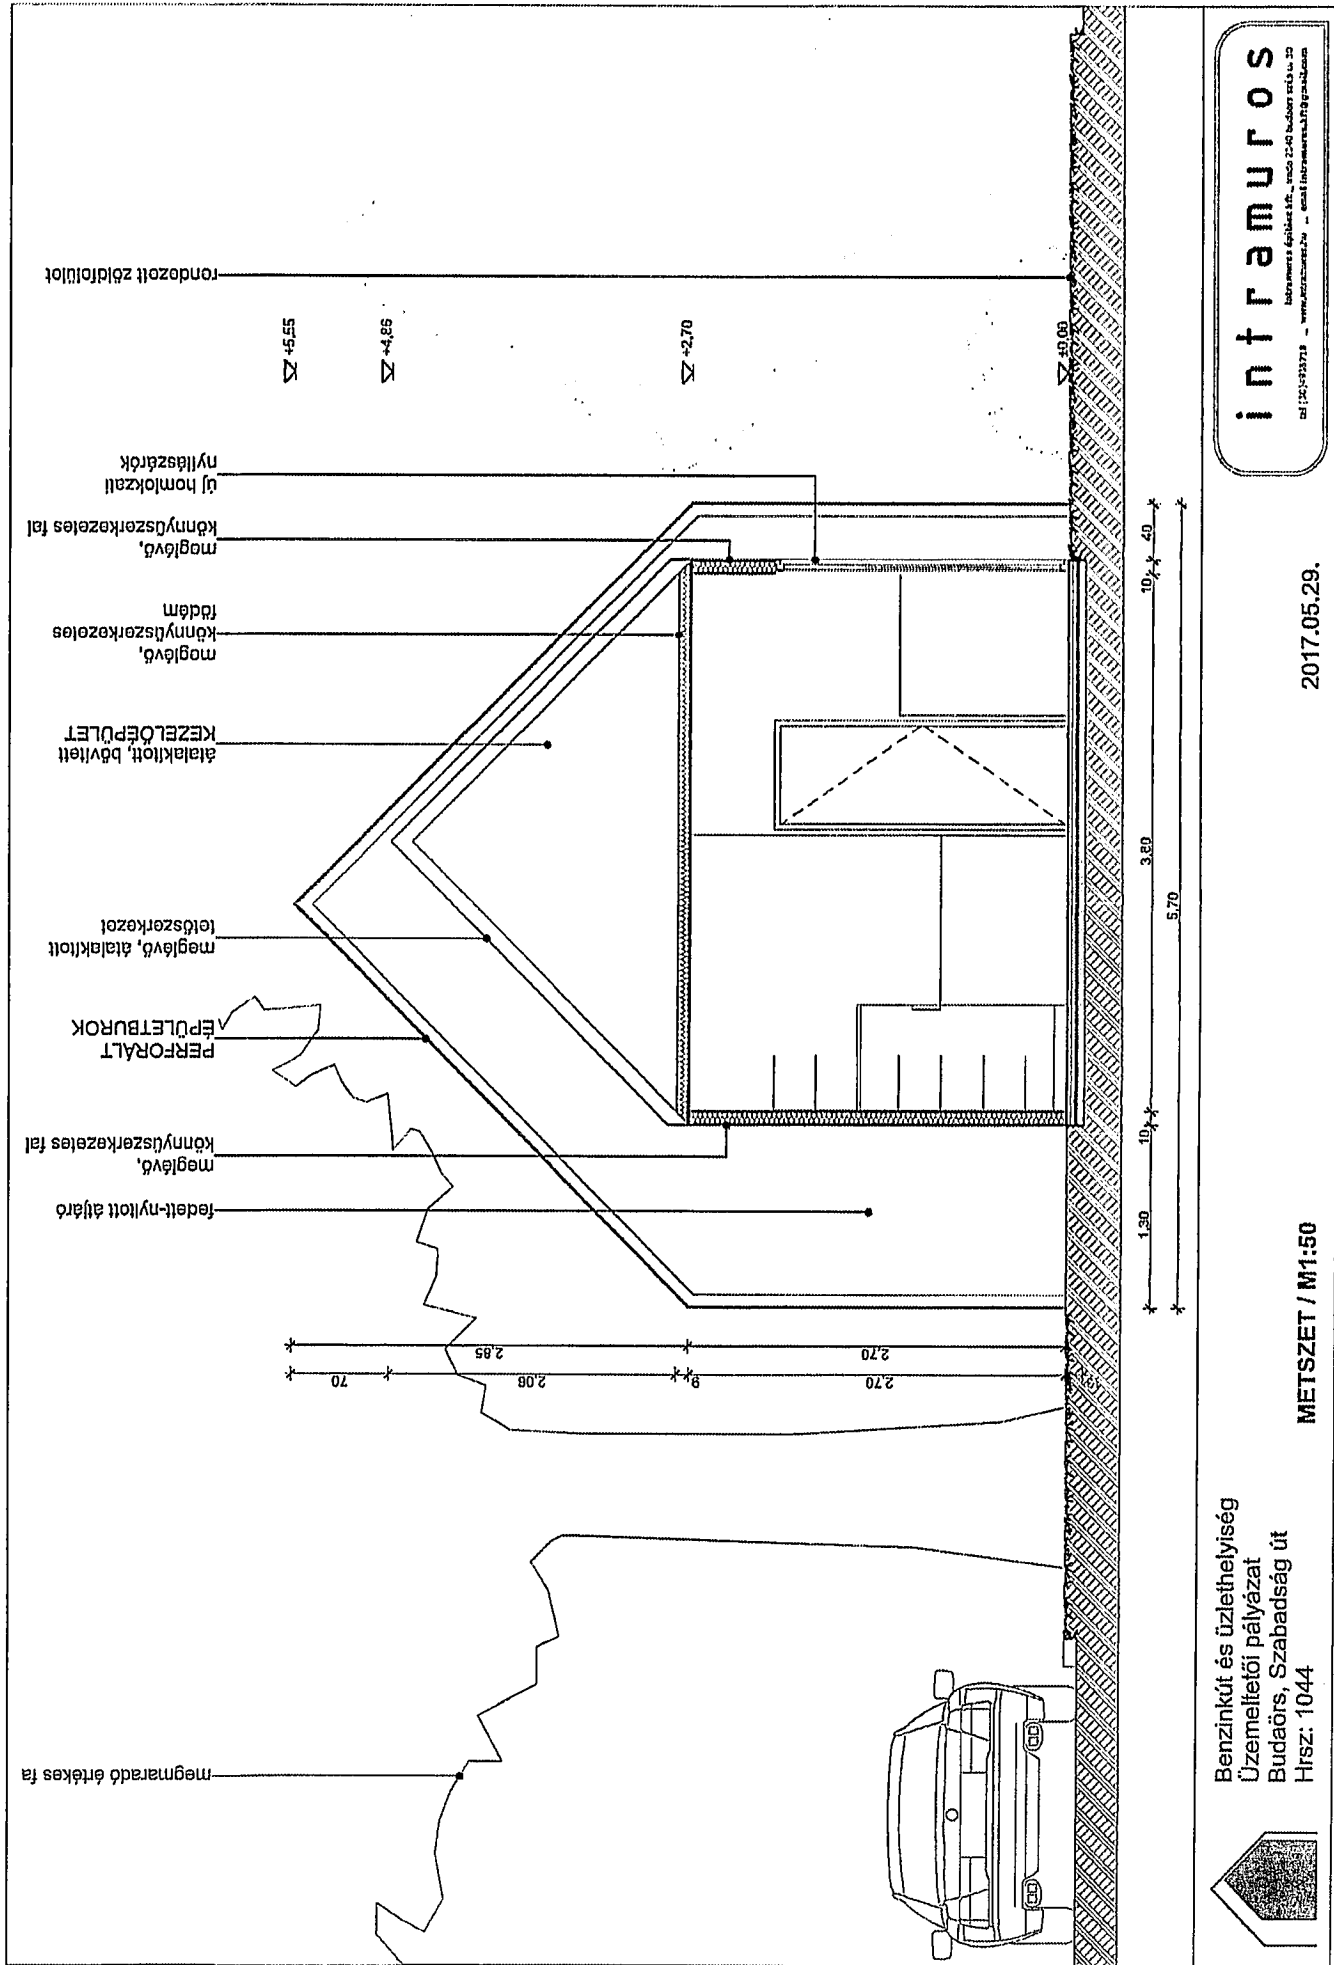 megmaradó értékes fa
fedett-nyitott átjáró
meglévő,
könnyűszerkezetes fal
PERFORÁLT
ÉPÜLETBUROK
meglévő, átalakított
tetőszerkezet
átalakított, bővített
KEZELŐÉPÜLET
meglévő,
könnyűszerkezetes
födém
meglévő,
könnyűszerkezetes fal
új homlokzati
nyílászárók
rendezett zöldfelület
+5,55
+4,86
+2,70
±0,00
70
2,06
9
2,70
2,85
2,70
1,30
10
3,80
10
40
5,70
Benzinkút és üzlethelyiség
Üzemeltetői pályázat
Budaörs, Szabadság út
Hrsz: 1044
METSZET / M1:50
2017.05.29.
intramuros